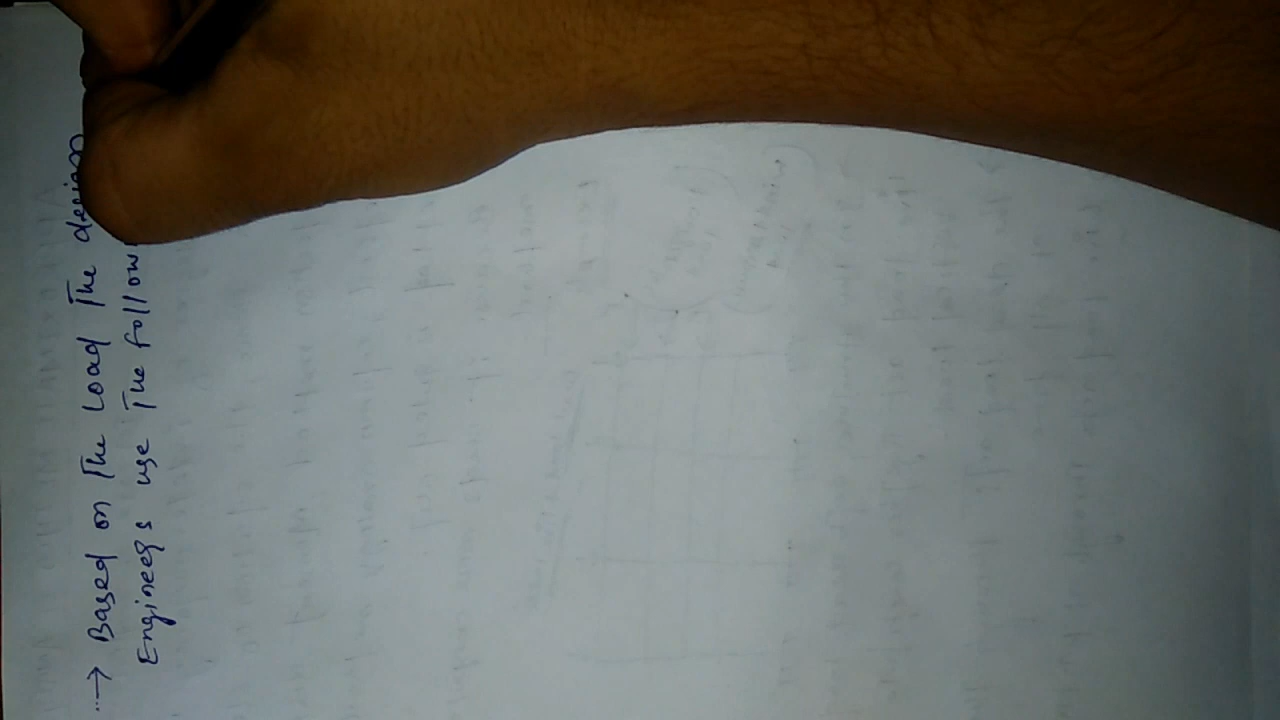 --> Based on The Load The design
Engineers use The follow